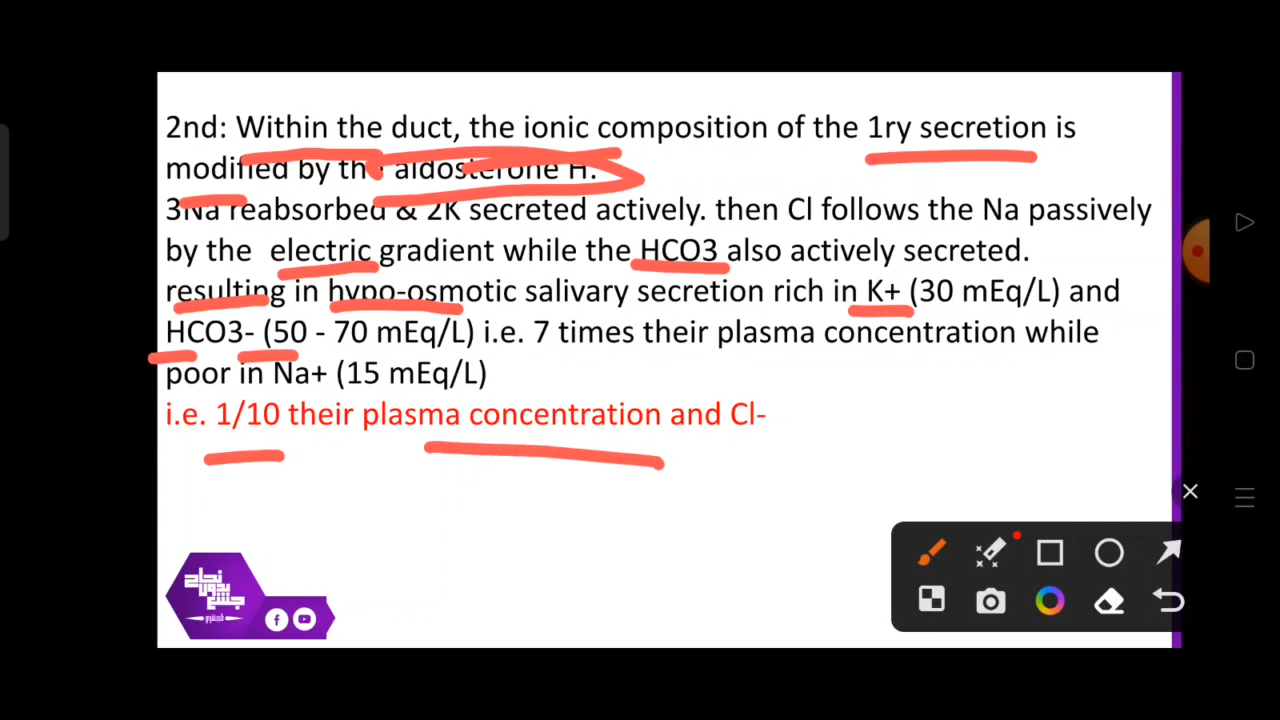 2nd: Within the duct, the ionic composition of the 1ry secretion is
modified by the aldosterone H.
3Na reabsorbed & 2K secreted actively. then Cl follows the Na passively
by the electric gradient while the HCO3 also actively secreted.
resulting in hypo-osmotic salivary secretion rich in K+ (30 mEq/L) and
HCO3- (50 - 70 mEq/L) i.e. 7 times their plasma concentration while
poor in Na+ (15 mEq/L)
i.e. 1/10 their plasma concentration and Cl-